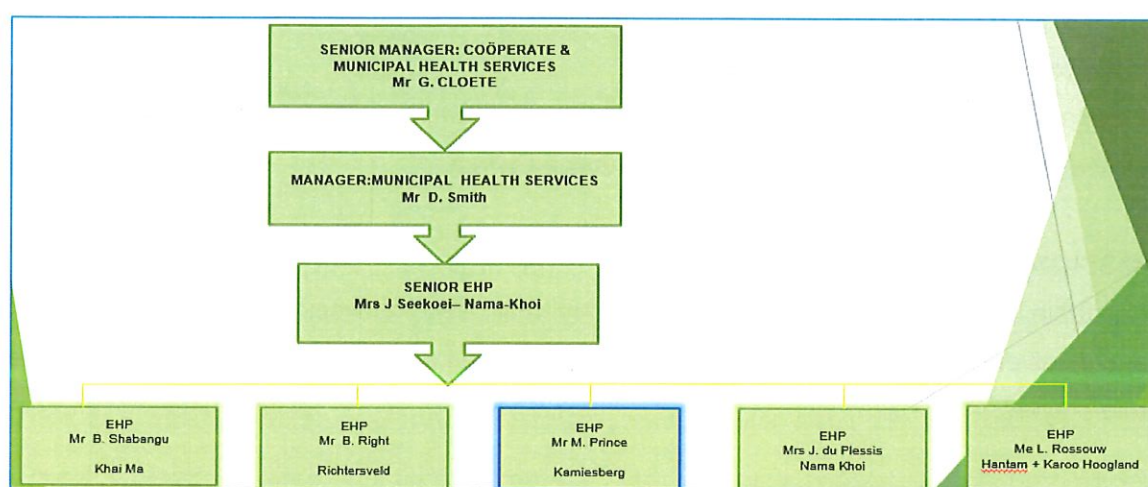 SENIOR MANAGER: COÖPERATE &
MUNICIPAL HEALTH SERVICES
Mr G. CLOETE
MANAGER:MUNICIPAL HEALTH SERVICES
Mr D. Smith
SENIOR EHP
Mrs J Seekoei– Nama-Khoi
EHP
Mr B. Shabangu
Khai Ma
EHP
Mr B. Right
Richtersveld
EHP
Mr M. Prince
Kamiesberg
EHP
Mrs J. du Plessis
Nama Khoi
EHP
Me L. Rossouw
Hantam + Karoo Hoogland